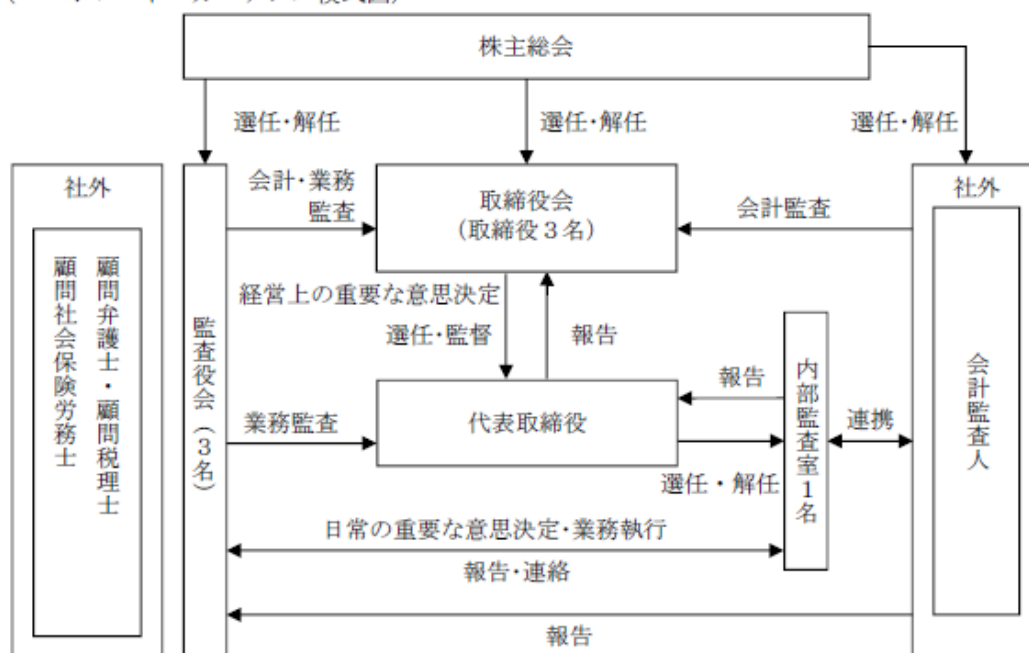 株主総会
選任・解任
選任・解任
選任・解任
社外
顧問弁護士・顧問税理士
顧問社会保険労務士
監査役会(3名)
会計・業務
監査
取締役会
(取締役3名)
会計監査
社外
会計監査人
経営上の重要な意思決定
選任・監督
報告
業務監査
代表取締役
報告
選任・解任
内部監査室1名
連携
日常の重要な意思決定・業務執行
報告・連絡
報告